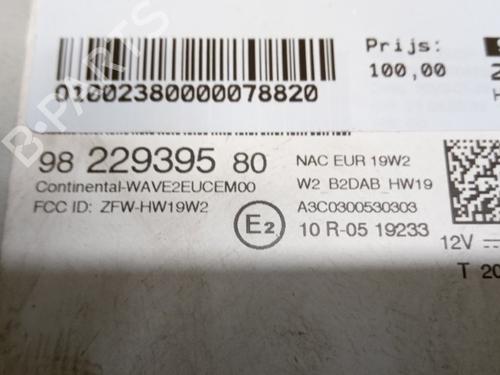 Prijs:
100,00
01002380000078820
98 229395 80
NAC EUR 19W2
Continental-WAVE2EUCEM00
W2_B2DAB_HW19
FCC ID: ZFW-HW19W2
E2
A3C0300530303
10 R-05 19233
12V
T 20
B-PARTS